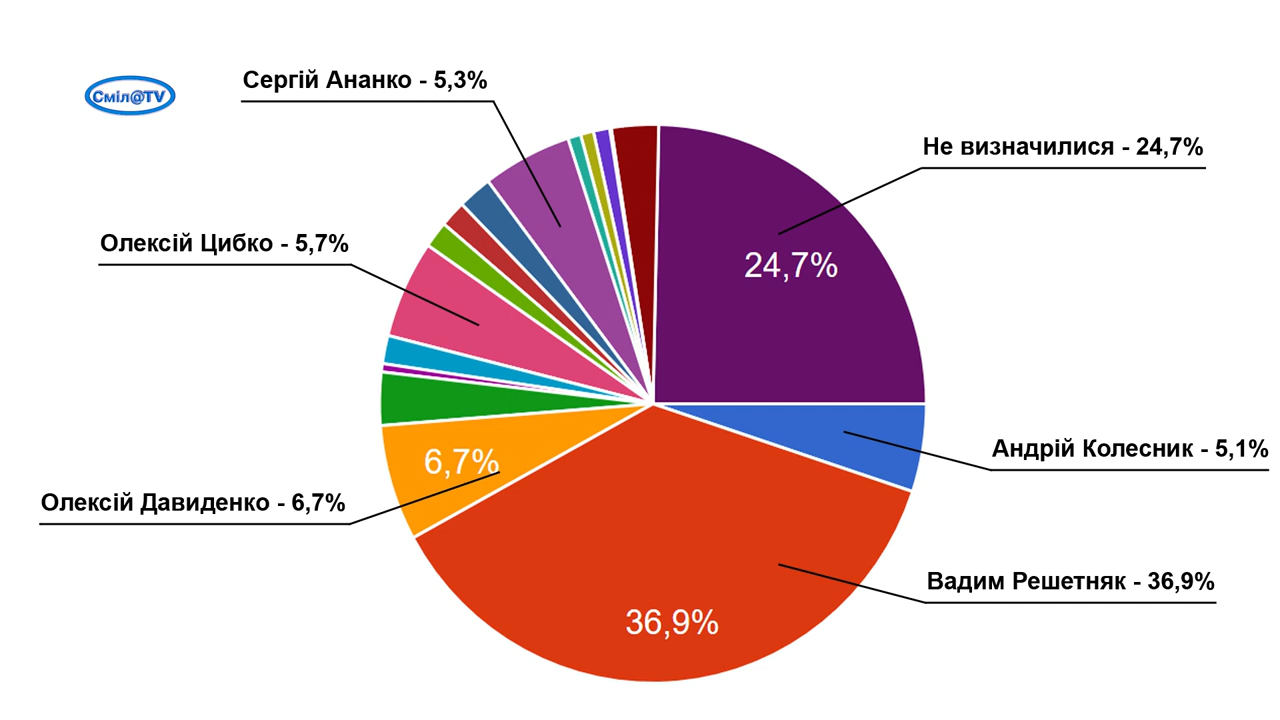 Сергій Ананко - 5,3%
Сміл@TV
Не визначилися - 24,7%
Олексій Цибко - 5,7%
24,7%
Андрій Колесник - 5,1%
6,7%
Олексій Давиденко - 6,7%
Вадим Решетняк - 36,9%
36,9%